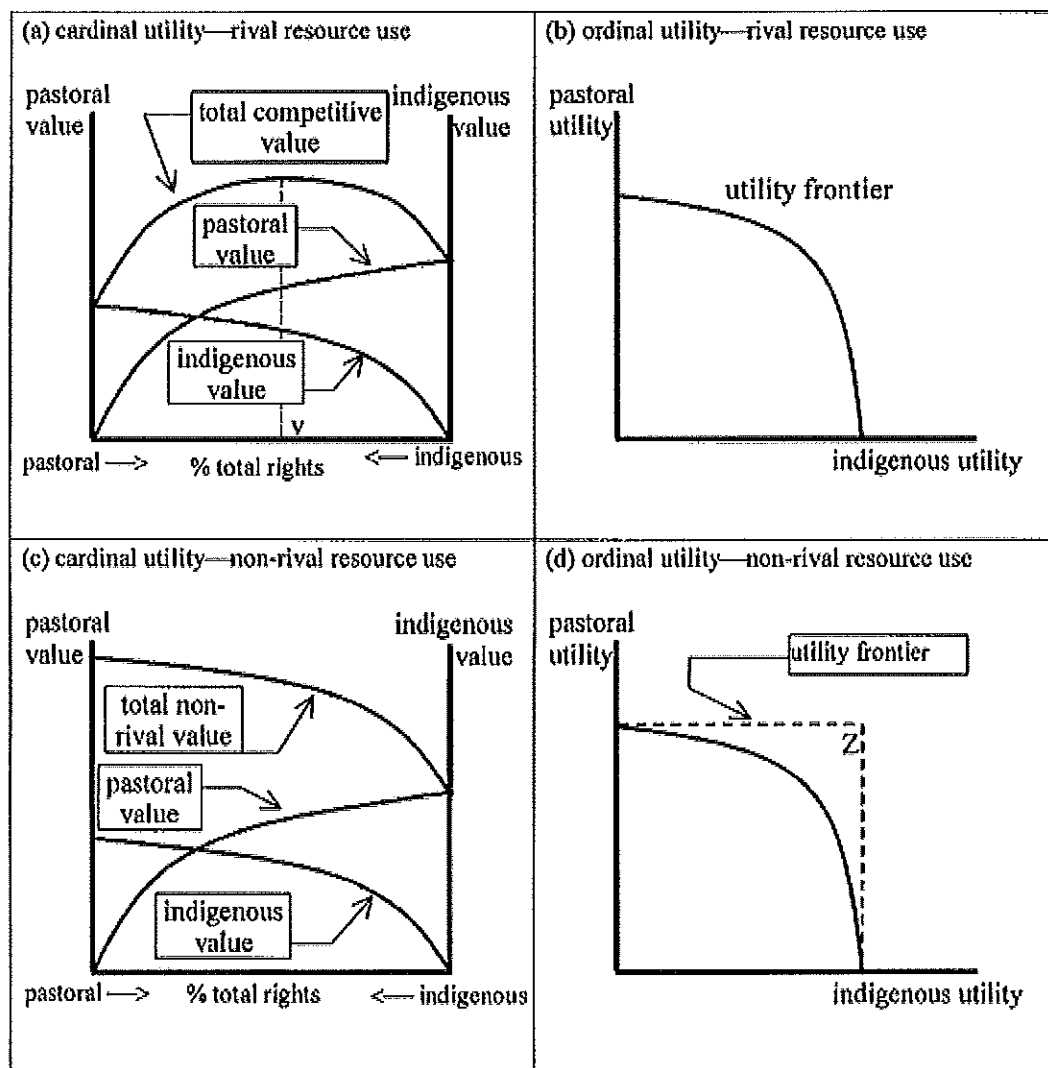 (a) cardinal utility—rival resource use
pastoral
value
indigenous
value
total competitive
value
pastoral
value
indigenous
value
v
pastoral —>
% total rights
<— indigenous
(b) ordinal utility—rival resource use
pastoral
utility
utility frontier
indigenous utility
(c) cardinal utility—non-rival resource use
pastoral
value
indigenous
value
total non-
rival value
pastoral
value
indigenous
value
pastoral —>
% total rights
<— indigenous
(d) ordinal utility—non-rival resource use
pastoral
utility
utility frontier
Z
indigenous utility